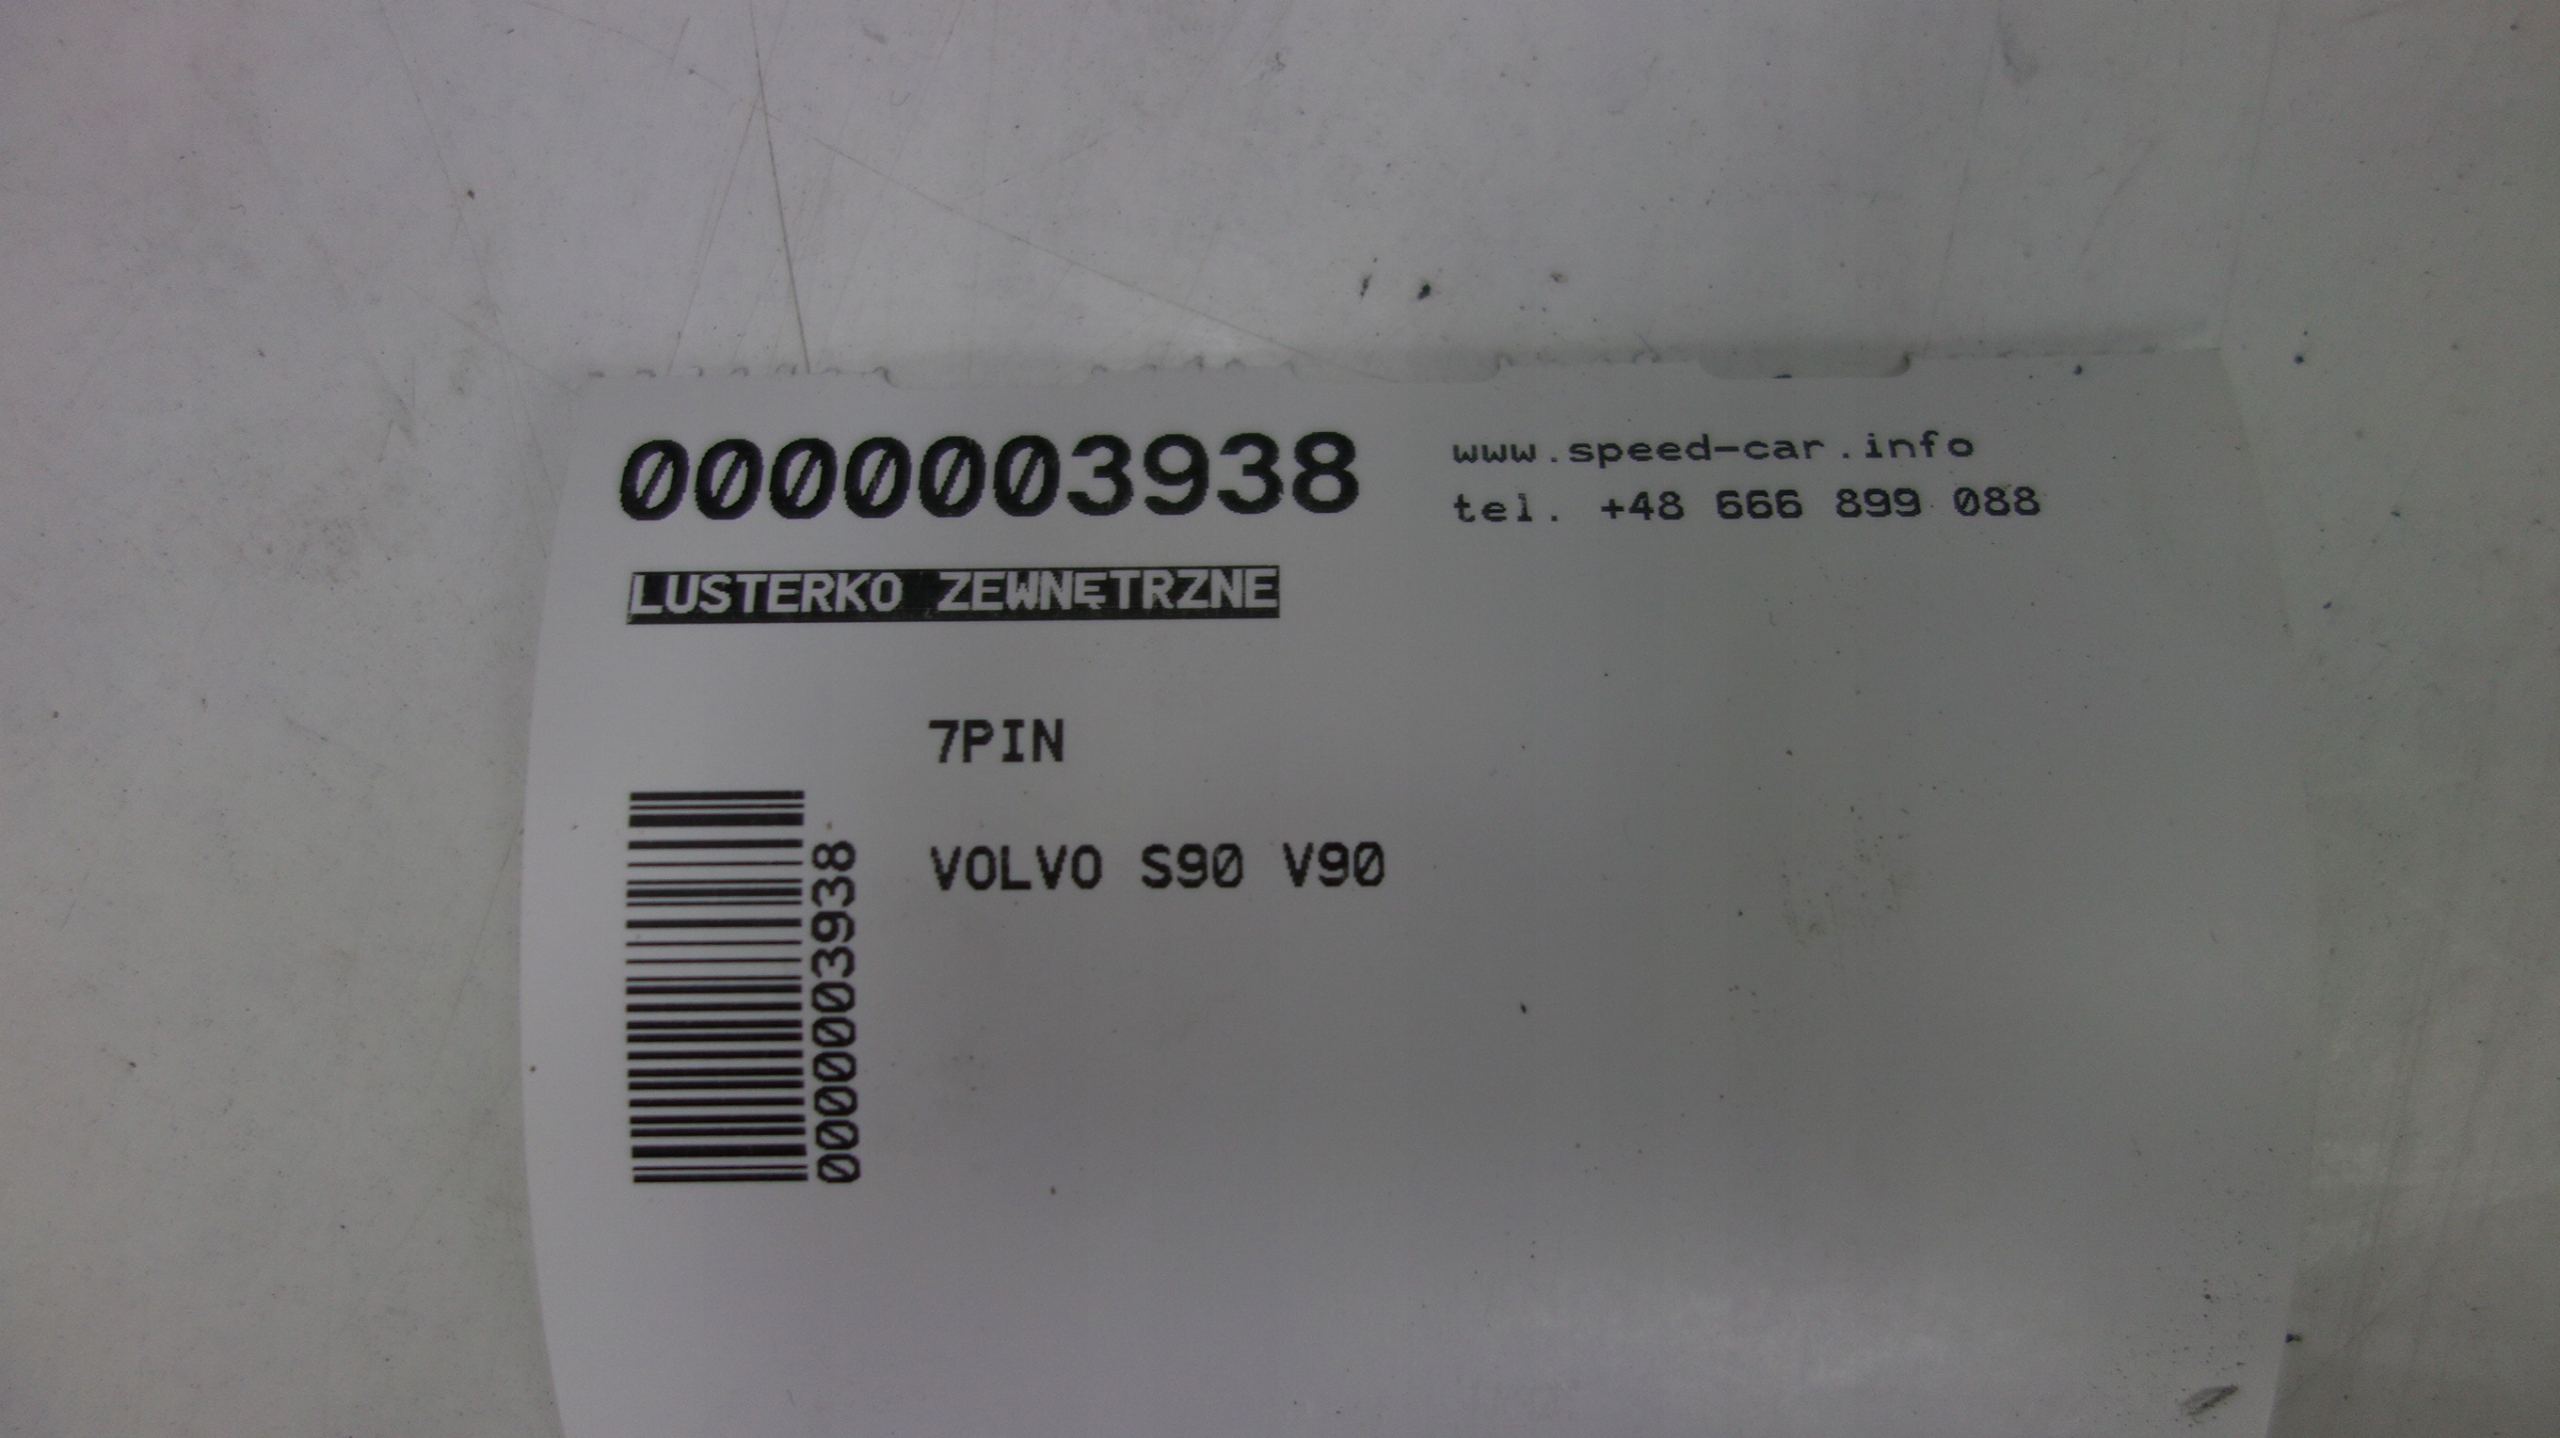 0000003938
www.speed-car.info
tel. +48 666 899 088
LUSTERKO ZEWNĘTRZNE
7PIN
VOLVO S90 V90
0000003938